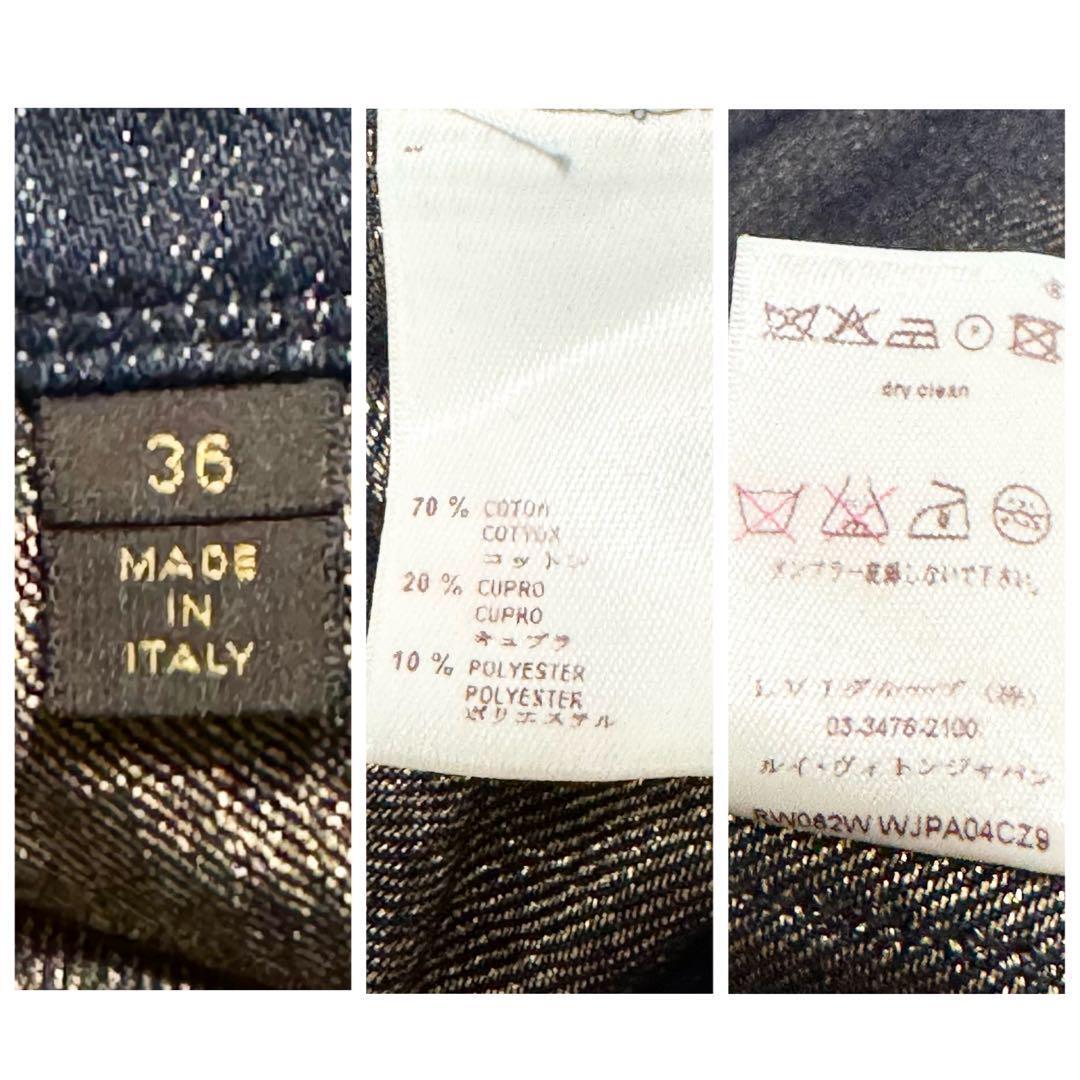 36
MADE
IN
ITALY
70 % COTON
COTTON
コットン
20 % CUPRO
CUPRO
キュプラ
10 % POLYESTER
POLYESTER
ポリエステル
®
P
dry clean
タンブラー乾燥しないで下さい。
(株)
03-3476-2100
ルイ・ヴィトンジャパン
RW082W WJPA04CZ9